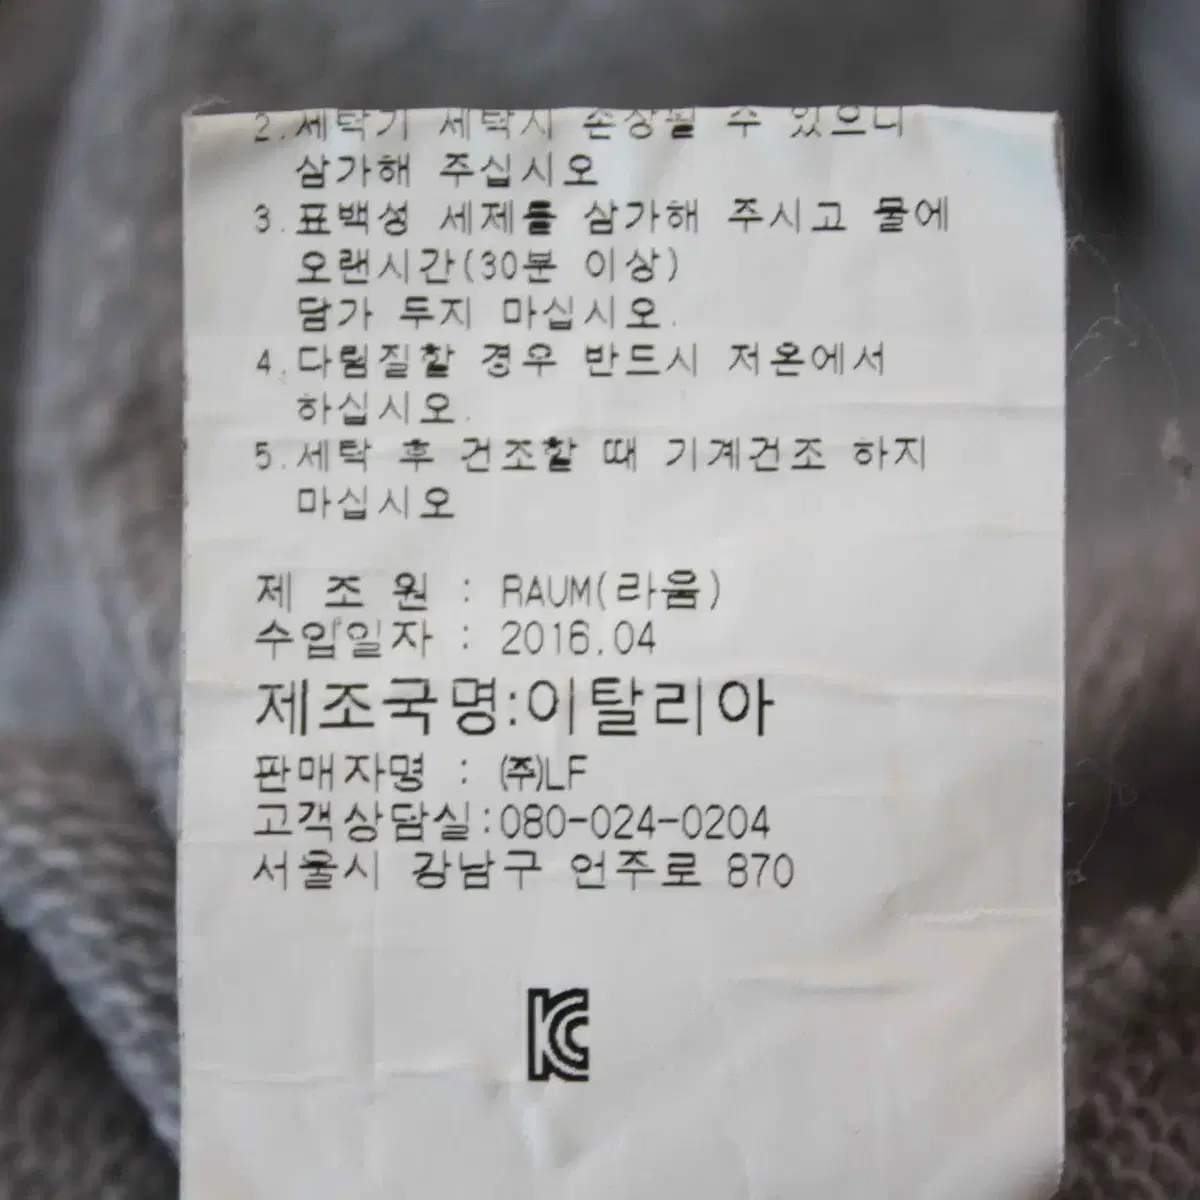 2.세탁기 세탁시 손상될 수 있으니
삼가해 주십시오
3.표백성 세제를 삼가해 주시고 물에
오랜시간(30분 이상)
담가 두지 마십시오.
4.다림질할 경우 반드시 저온에서
하십시오.
5.세탁 후 건조할 때 기계건조 하지
마십시오
제 조 원 : RAUM(라움)
수입일자 : 2016.04
제조국명:이탈리아
판매자명 : ㈜LF
고객상담실:080-024-0204
서울시 강남구 언주로 870
KC